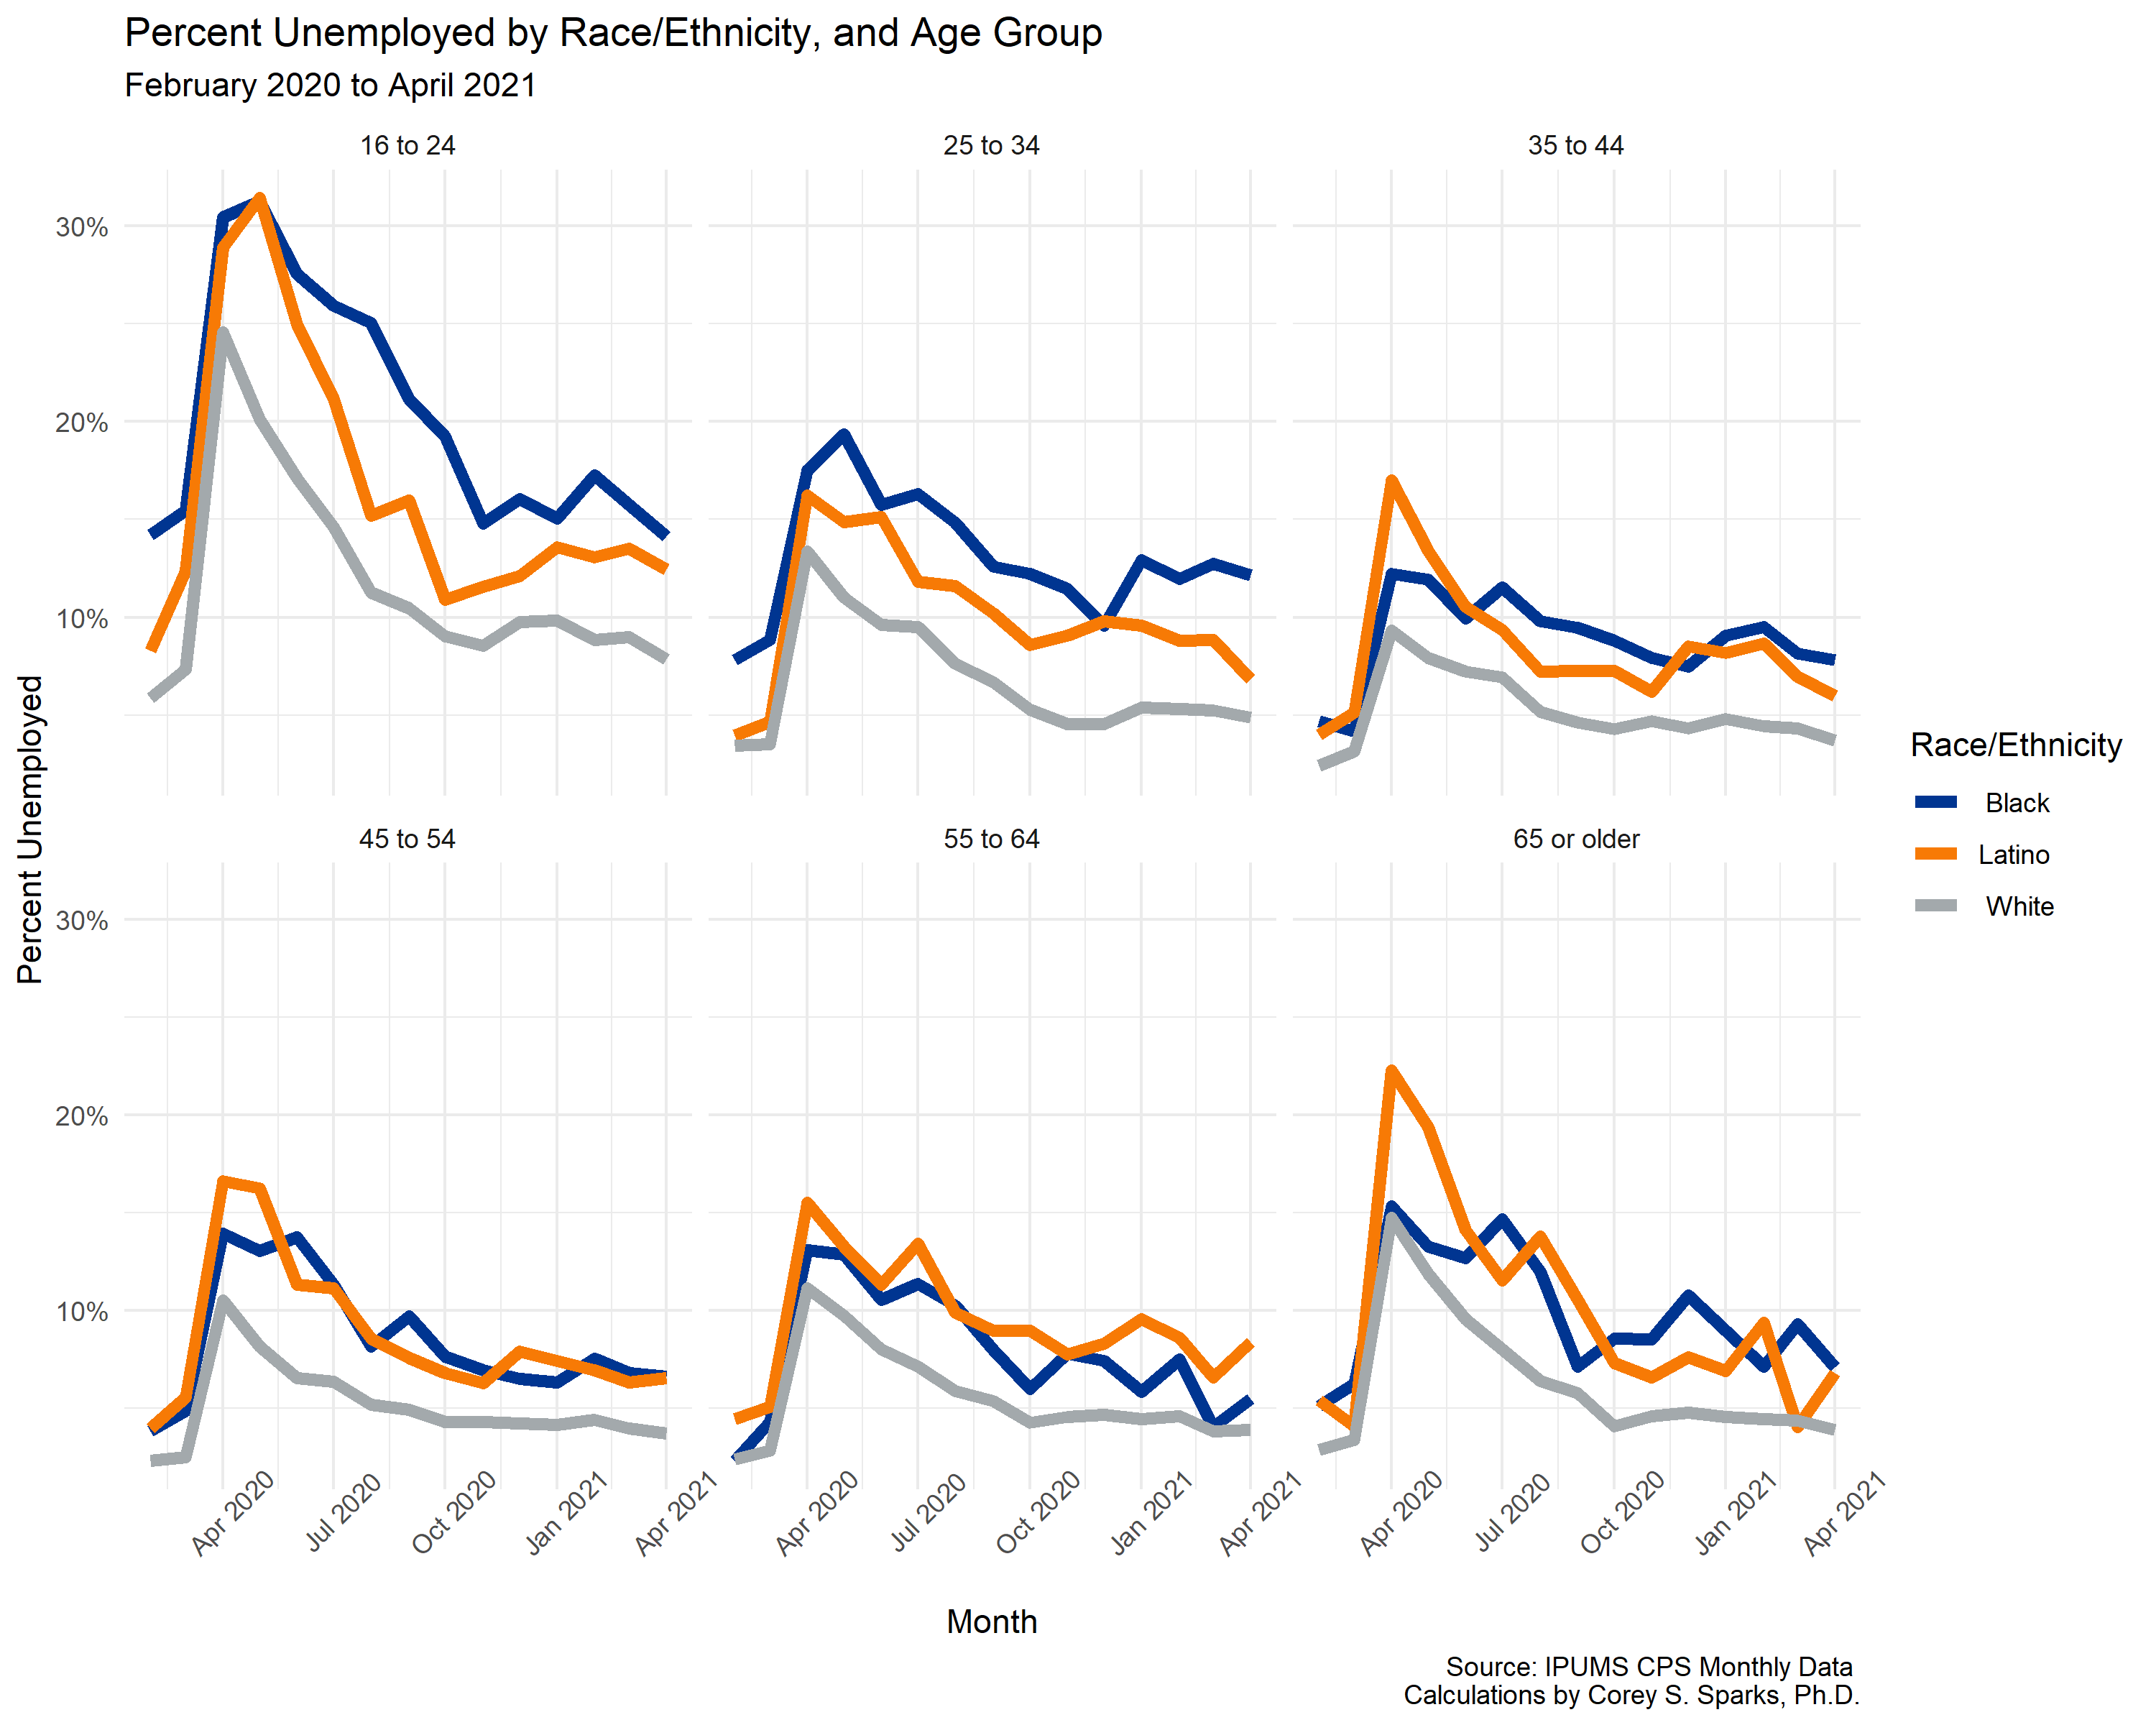 Percent Unemployed by Race/Ethnicity, and Age Group
February 2020 to April 2021
16 to 24
25 to 34
35 to 44
30%
20%
10%
45 to 54
55 to 64
65 or older
30%
20%
10%
Percent Unemployed
Apr 2020
Jul 2020
Oct 2020
Jan 2021
Apr 2021
Apr 2020
Jul 2020
Oct 2020
Jan 2021
Apr 2021
Apr 2020
Jul 2020
Oct 2020
Jan 2021
Apr 2021
Month
Race/Ethnicity
Black
Latino
White
Source: IPUMS CPS Monthly Data
Calculations by Corey S. Sparks, Ph.D.